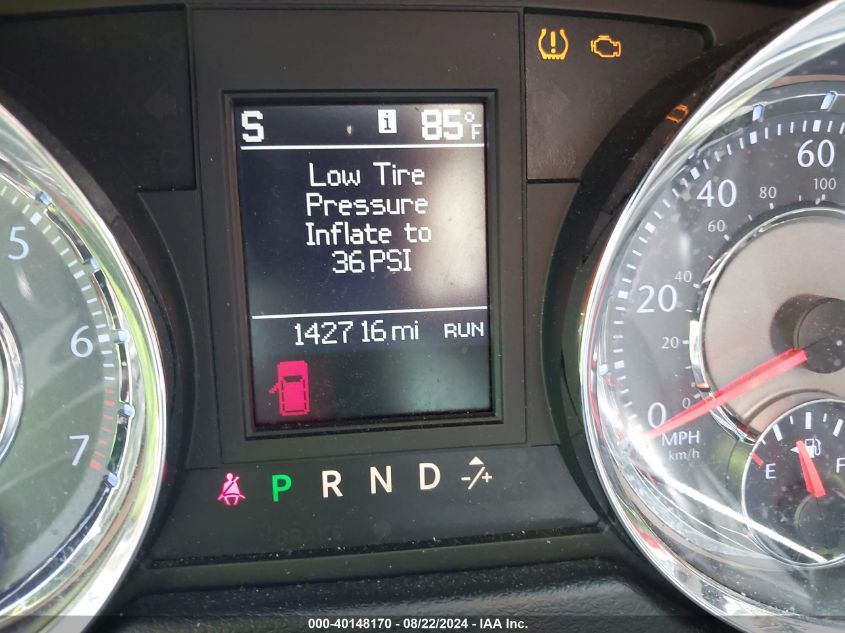 S i 85°F
Low Tire
Pressure
Inflate to
36 PSI
142716 mi RUN
P R N D -/+
5
6
7
0 20 40 60
0 20 40 60 80 100
MPH
km/h
E F
000-40148170 - 08/22/2024 - IAA Inc.